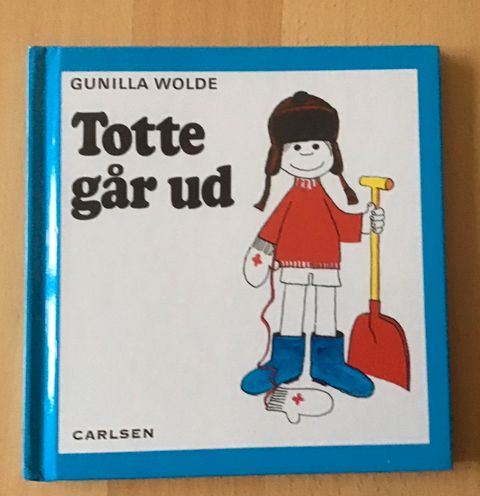 GUNILLA WOLDE
Totte
går ud
CARLSEN